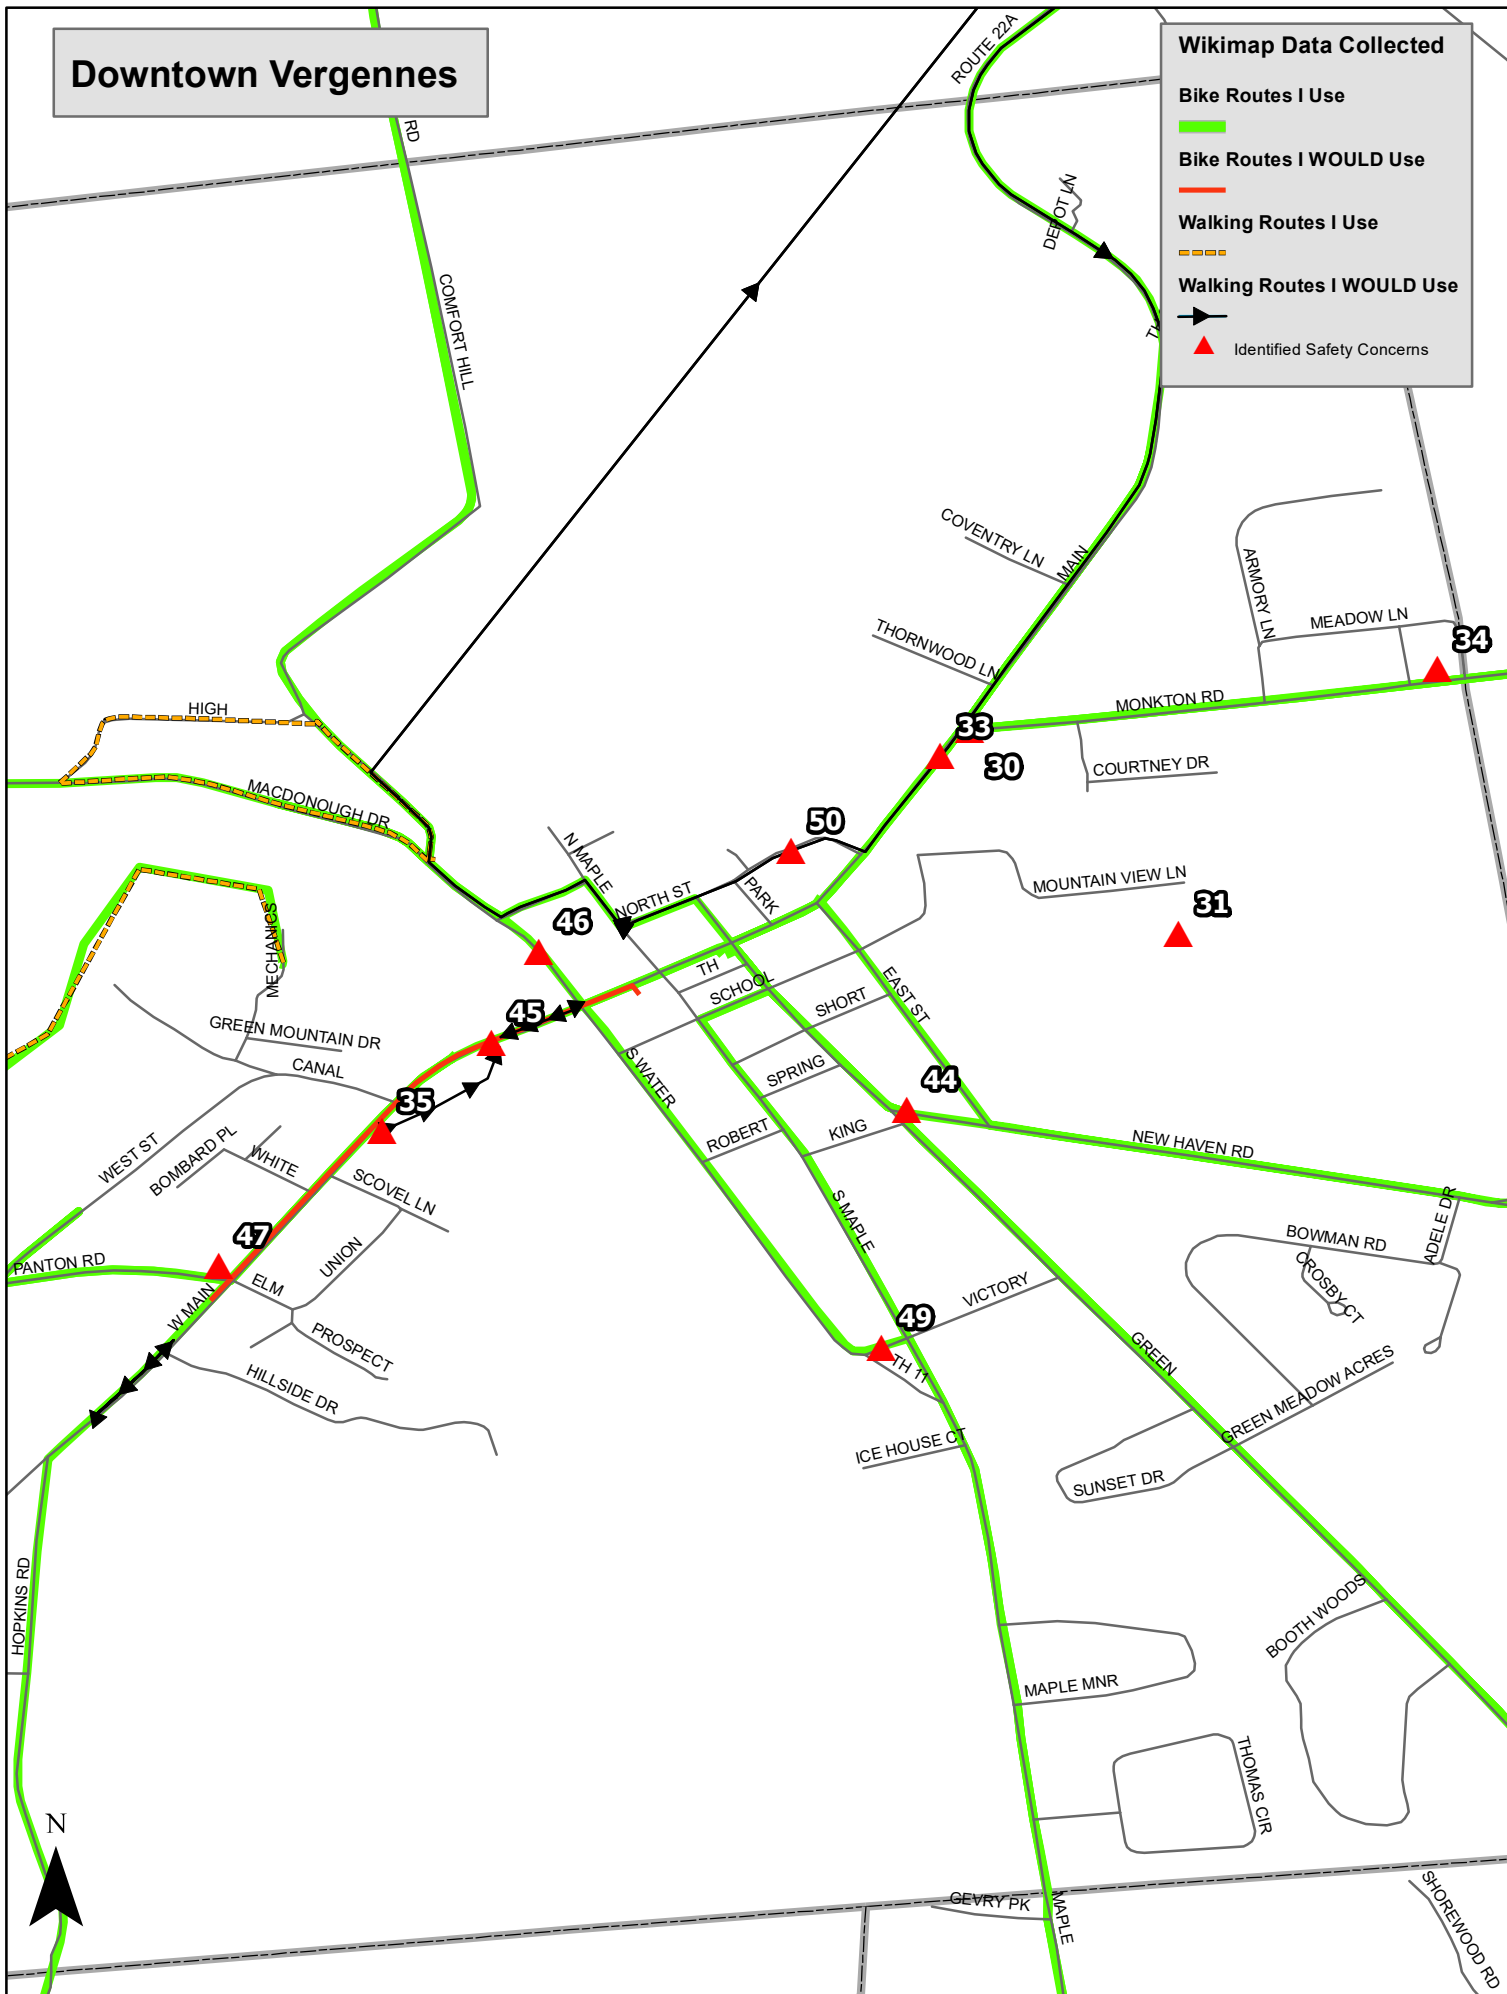 Downtown Vergennes
Wikimap Data Collected
Bike Routes I Use
Bike Routes I WOULD Use
Walking Routes I Use
Walking Routes I WOULD Use
Identified Safety Concerns
ROUTE 22A
RD
DEPOT LN
TH
COMFORT HILL
COVENTRY LN
MAIN
ARMORY LN
MEADOW LN
34
THORNWOOD LN
MONKTON RD
HIGH
33
30
COURTNEY DR
MACDONOUGH DR
50
N MAPLE
MOUNTAIN VIEW LN
PARK
NORTH ST
31
46
MECHANICS
TH
SCHOOL
EAST ST
SHORT
45
GREEN MOUNTAIN DR
CANAL
S WATER
SPRING
44
35
WEST ST
BOMBARD PL
WHITE
ROBERT
KING
NEW HAVEN RD
SCOVEL LN
S MAPLE
ADELE DR
47
UNION
BOWMAN RD
PANTON RD
ELM
CROSBY CT
VICTORY
W MAIN
49
PROSPECT
GREEN
TH 11
HILLSIDE DR
GREEN MEADOW ACRES
ICE HOUSE CT
SUNSET DR
HOPKINS RD
BOOTH WOODS
MAPLE MNR
THOMAS CIR
N
GEVRY PK
MAPLE
SHOREWOOD RD